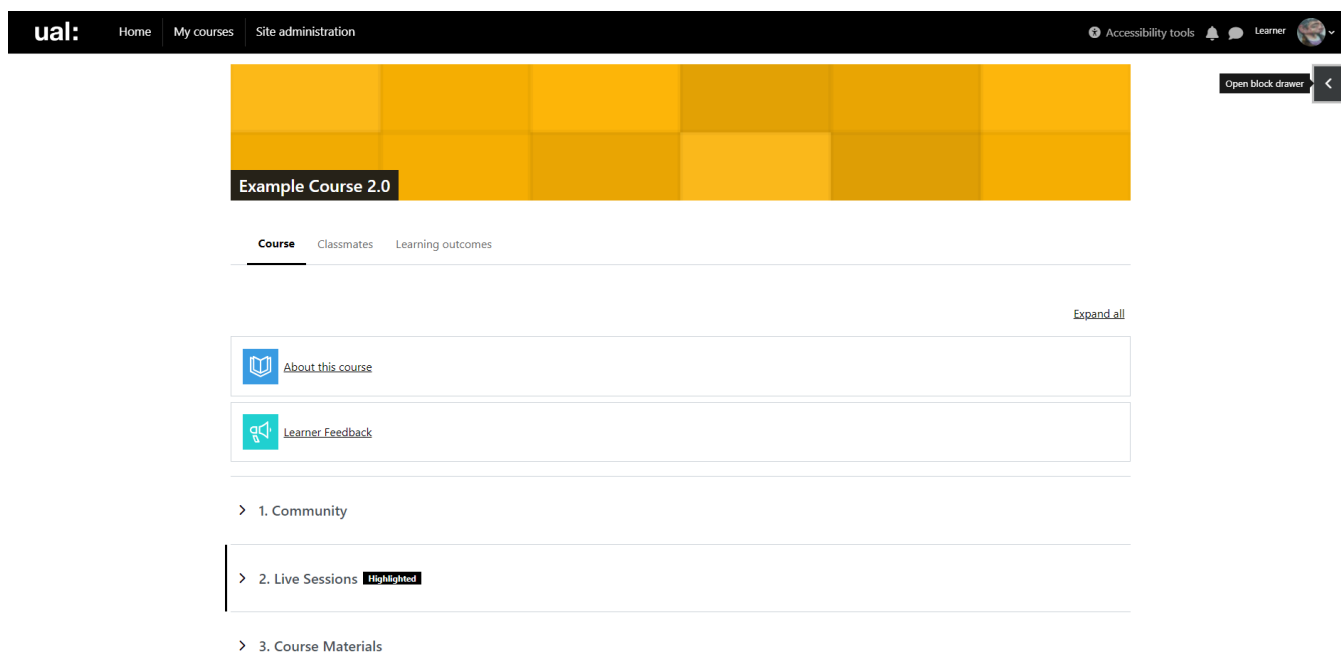 ual: Home My courses Site administration Accessibility tools Learner
Open block drawer
Example Course 2.0
Course Classmates Learning outcomes
Expand all
About this course
Learner Feedback
1. Community
2. Live Sessions Highlighted
3. Course Materials